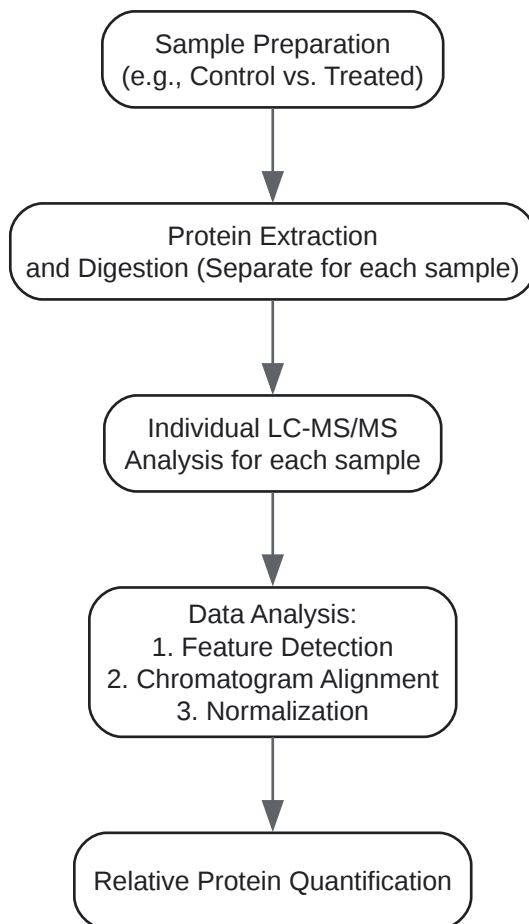 Sample Preparation
(e.g., Control vs. Treated)
Protein Extraction
and Digestion (Separate for each sample)
Individual LC-MS/MS
Analysis for each sample
Data Analysis:
1. Feature Detection
2. Chromatogram Alignment
3. Normalization
Relative Protein Quantification